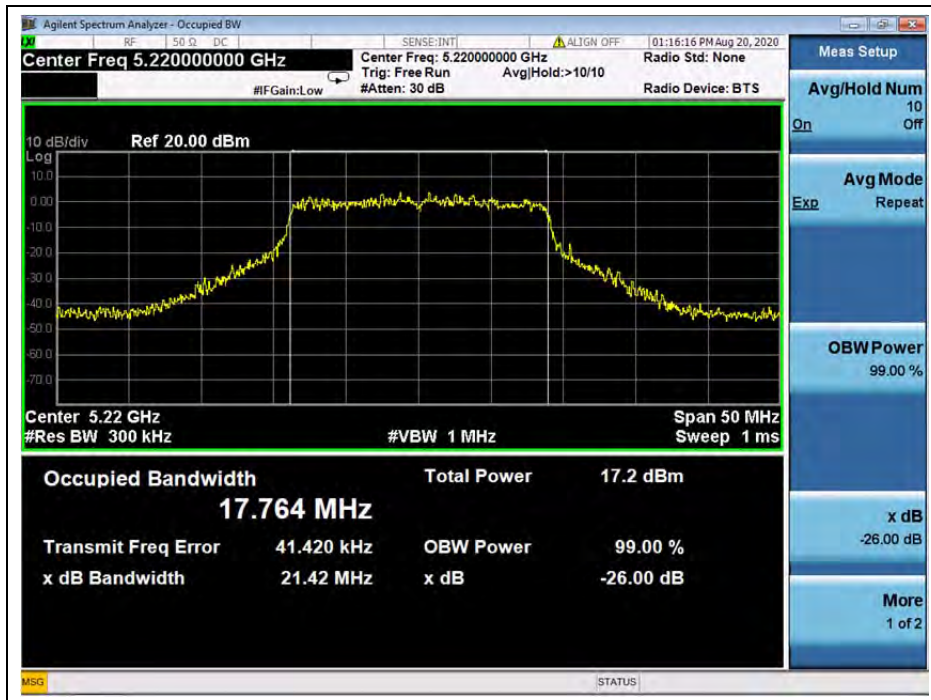 Agilent Spectrum Analyzer - Occupied BW
LXI RF 50 Ω DC SENSE:INT ALIGN OFF 01:16:16 PM Aug 20, 2020
Center Freq 5.220000000 GHz
Center Freq: 5.220000000 GHz
Radio Std: None
Trig: Free Run Avg|Hold:>10/10
#IFGain:Low
#Atten: 30 dB
Radio Device: BTS
10 dB/div Ref 20.00 dBm
Log
10.0
0.00
-10.0
-20.0
-30.0
-40.0
-50.0
-60.0
-70.0
Center 5.22 GHz
Span 50 MHz
#Res BW 300 kHz
#VBW 1 MHz
Sweep 1 ms
Occupied Bandwidth
17.764 MHz
Total Power 17.2 dBm
Transmit Freq Error 41.420 kHz
OBW Power 99.00 %
x dB Bandwidth 21.42 MHz
x dB -26.00 dB
Meas Setup
Avg/Hold Num
10
On Off
Avg Mode
Exp Repeat
OBW Power
99.00 %
x dB
-26.00 dB
More
1 of 2
MSG
STATUS